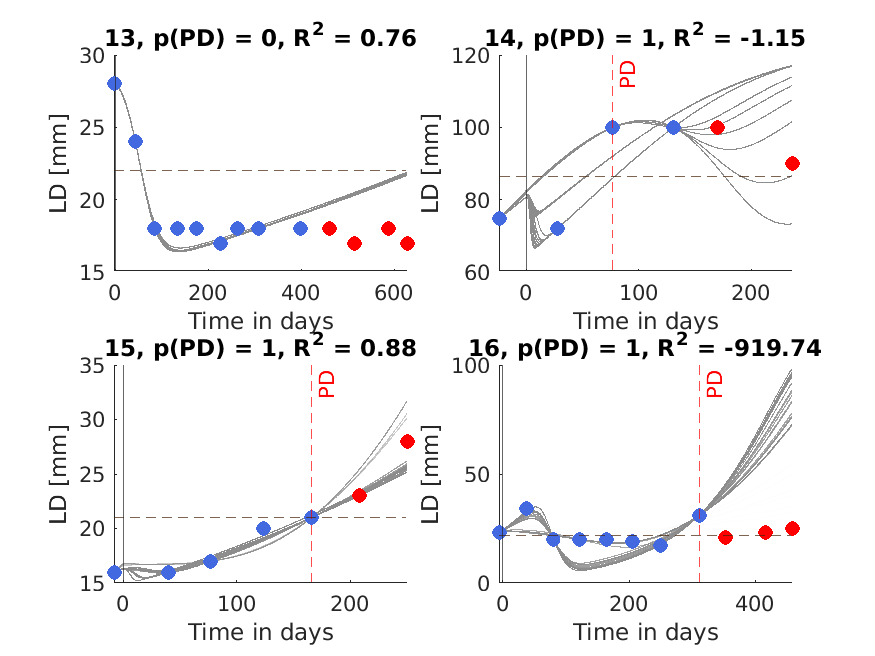 13, p(PD) = 0, R² = 0.76
LD [mm]
30
25
20
15
0
200
400
600
Time in days
14, p(PD) = 1, R² = -1.15
PD
LD [mm]
120
100
80
60
0
100
200
Time in days
15, p(PD) = 1, R² = 0.88
PD
LD [mm]
35
30
25
20
15
0
100
200
Time in days
16, p(PD) = 1, R² = -919.74
PD
LD [mm]
100
50
0
0
200
400
Time in days